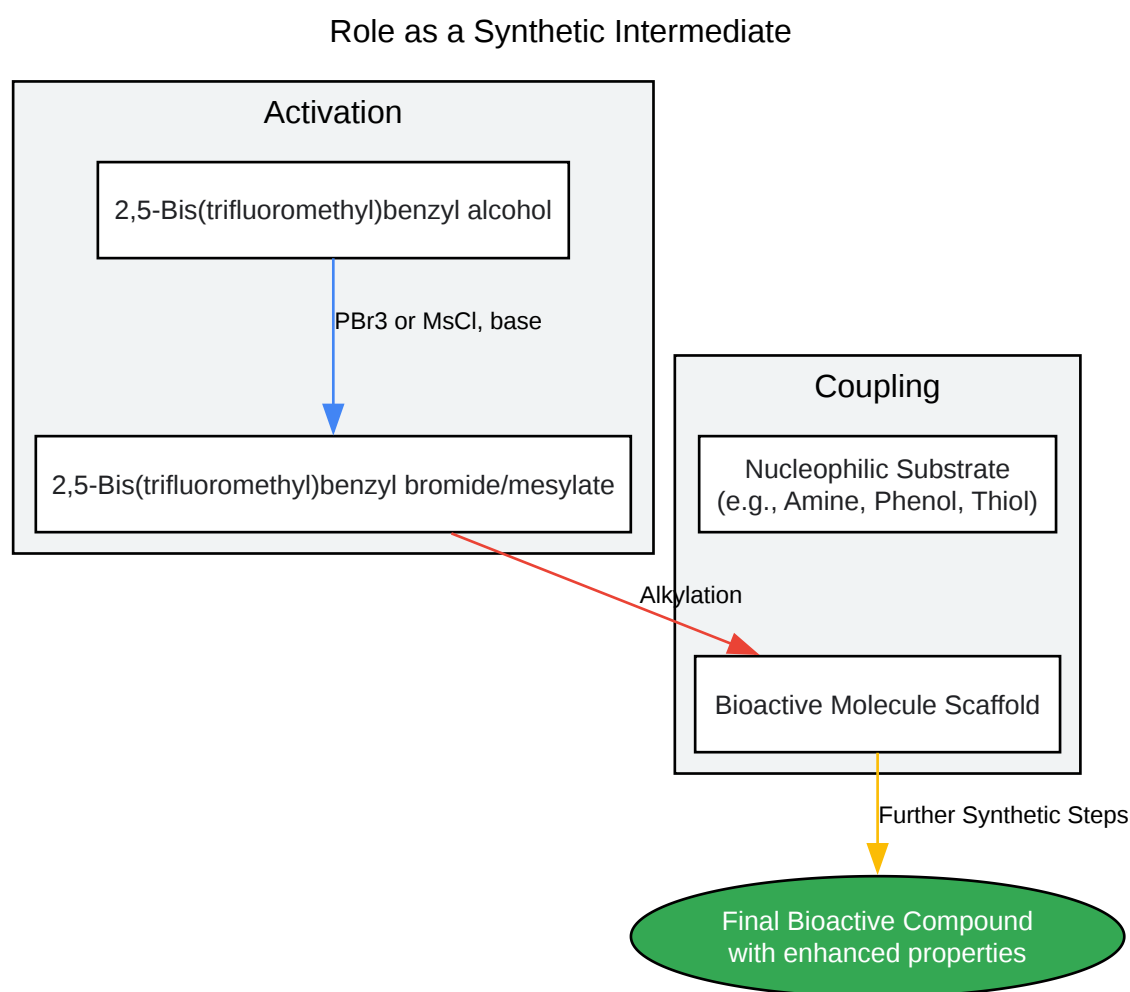 Role as a Synthetic Intermediate
Activation
2,5-Bis(trifluoromethyl)benzyl alcohol
PBr3 or MsCl, base
2,5-Bis(trifluoromethyl)benzyl bromide/mesylate
Coupling
Nucleophilic Substrate
(e.g., Amine, Phenol, Thiol)
Alkylation
Bioactive Molecule Scaffold
Further Synthetic Steps
Final Bioactive Compound
with enhanced properties